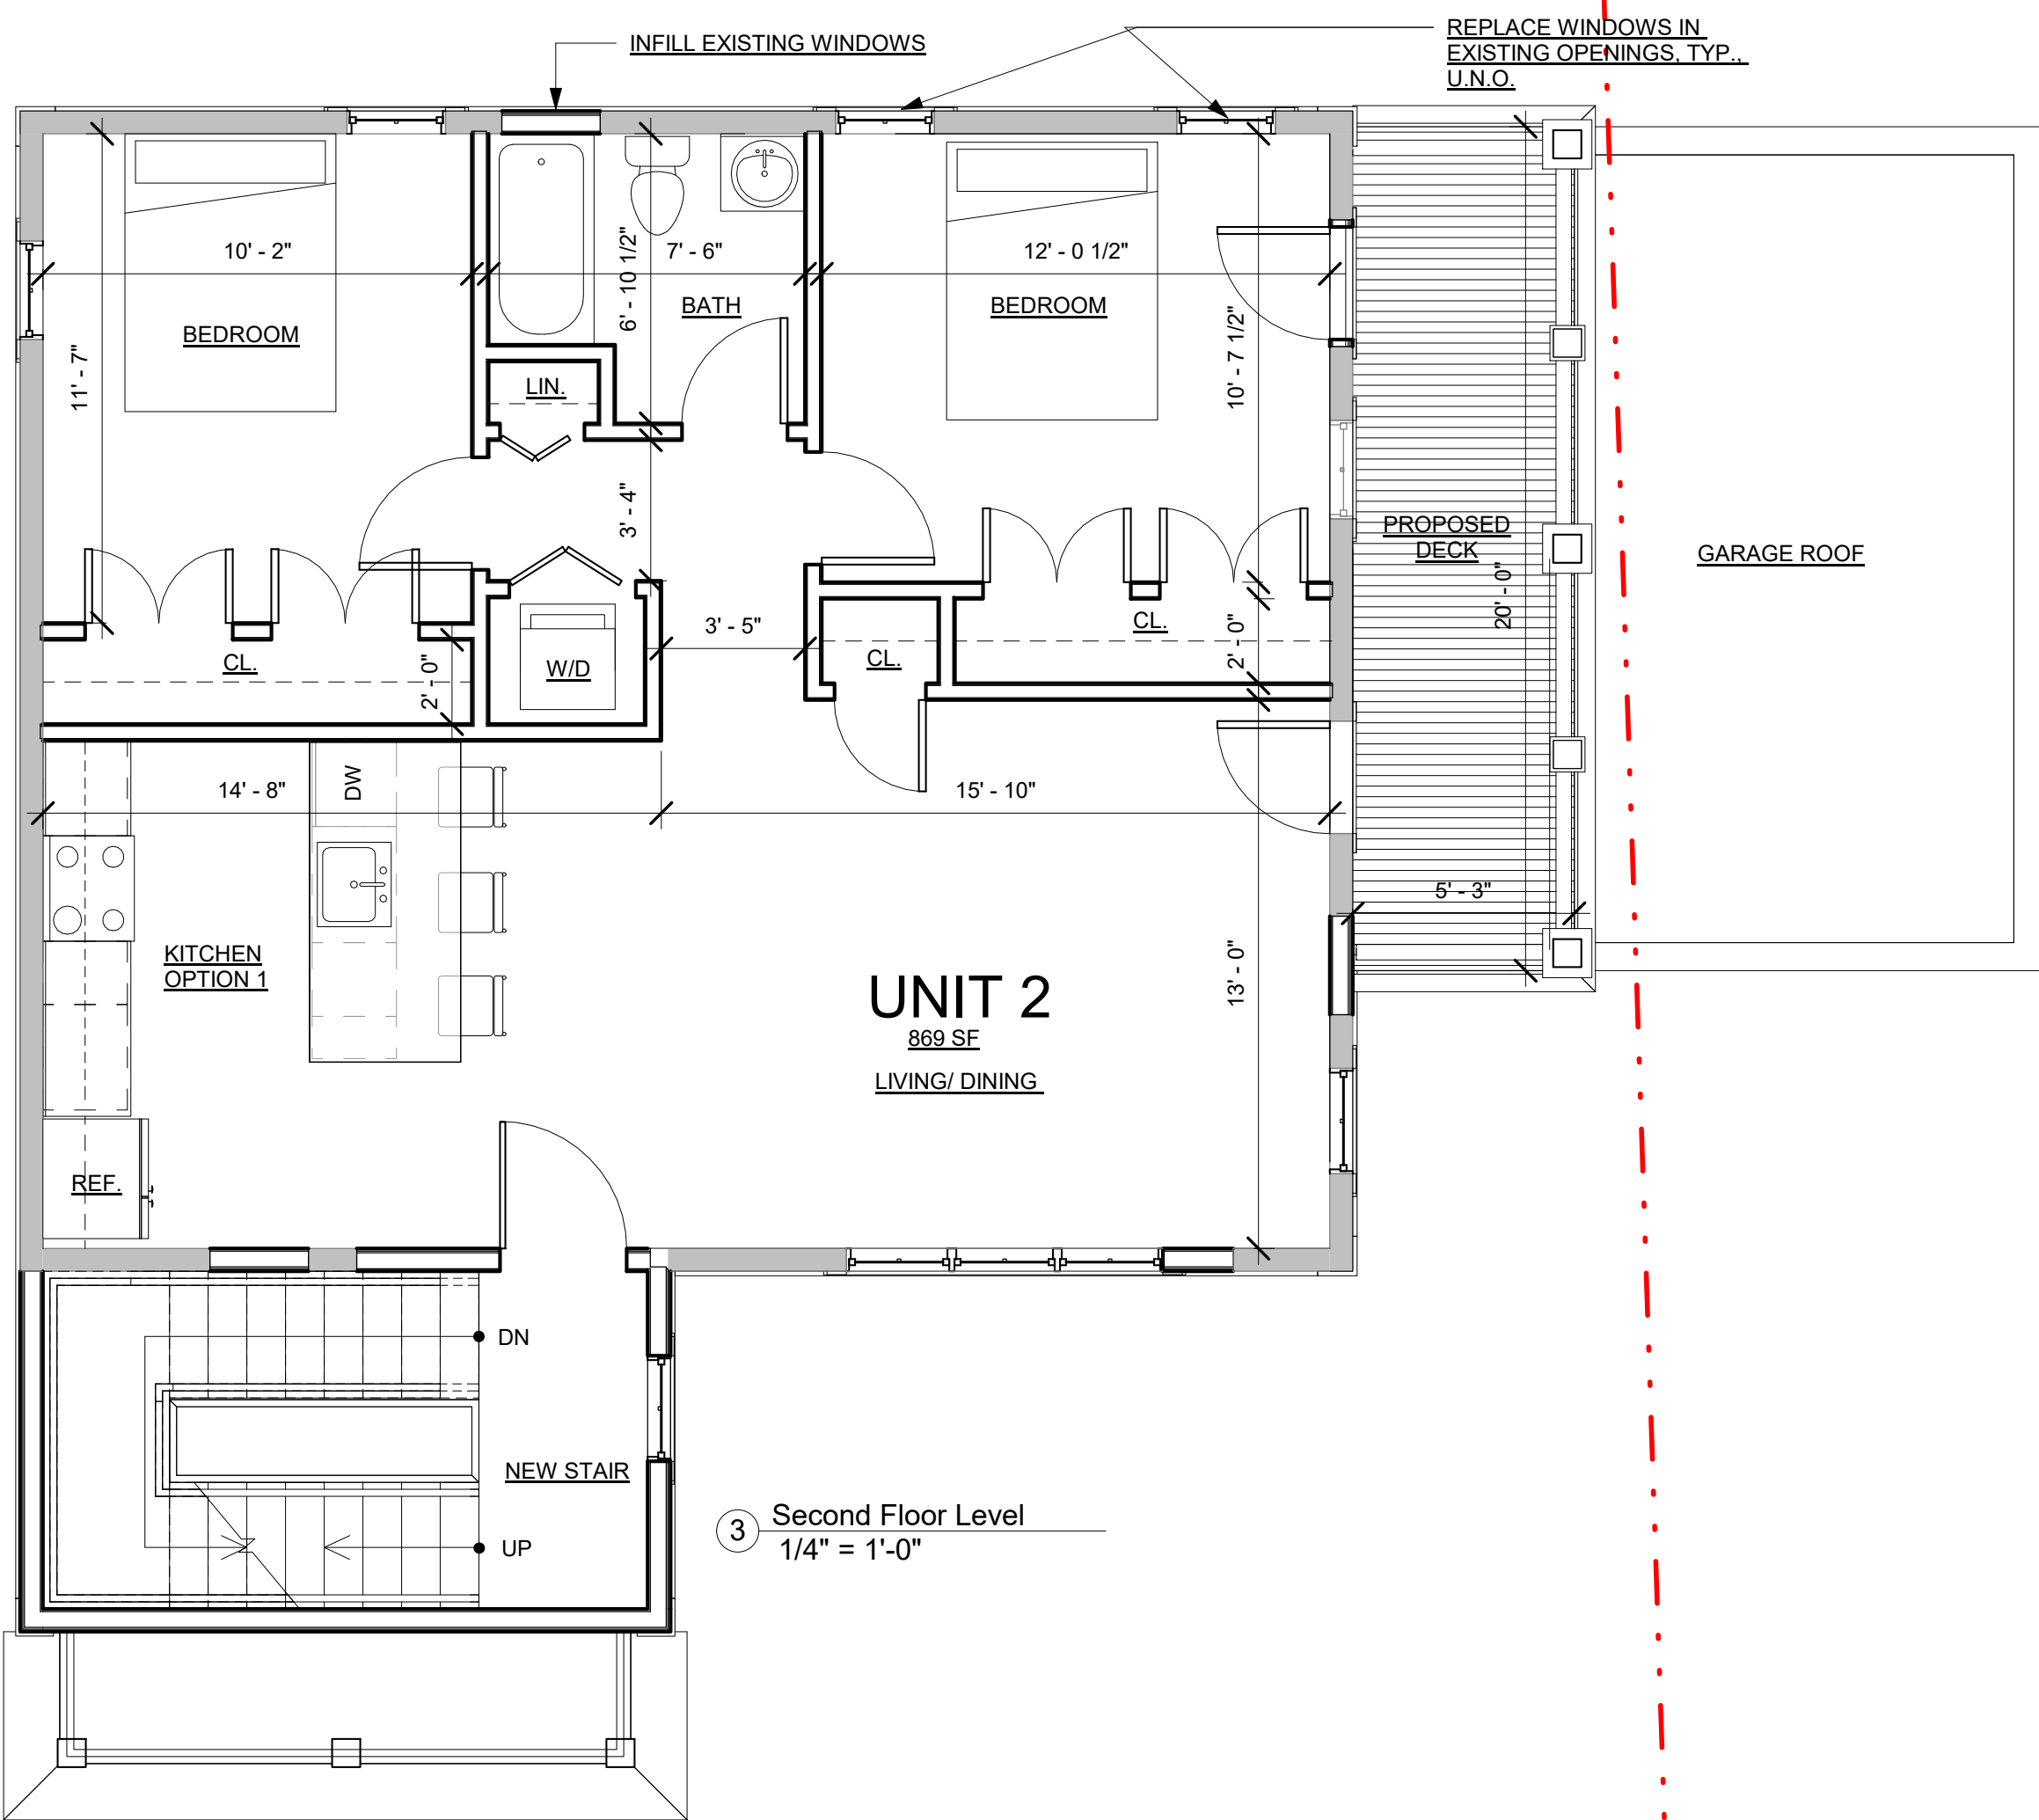 INFILL EXISTING WINDOWS
REPLACE WINDOWS IN
EXISTING OPENINGS, TYP.,
U.N.O.
10' - 2"
7' - 6"
12' - 0 1/2"
6' - 10 1/2"
BATH
BEDROOM
BEDROOM
11' - 7"
10' - 7 1/2"
LIN.
3' - 4"
PROPOSED
DECK
20' - 0"
GARAGE ROOF
3' - 5"
CL.
CL.
CL.
2' - 0"
2' - 0"
W/D
14' - 8"
DW
15' - 10"
5' - 3"
KITCHEN
OPTION 1
13' - 0"
UNIT 2
869 SF
LIVING/ DINING
REF.
DN
NEW STAIR
UP
3
Second Floor Level
1/4" = 1'-0"